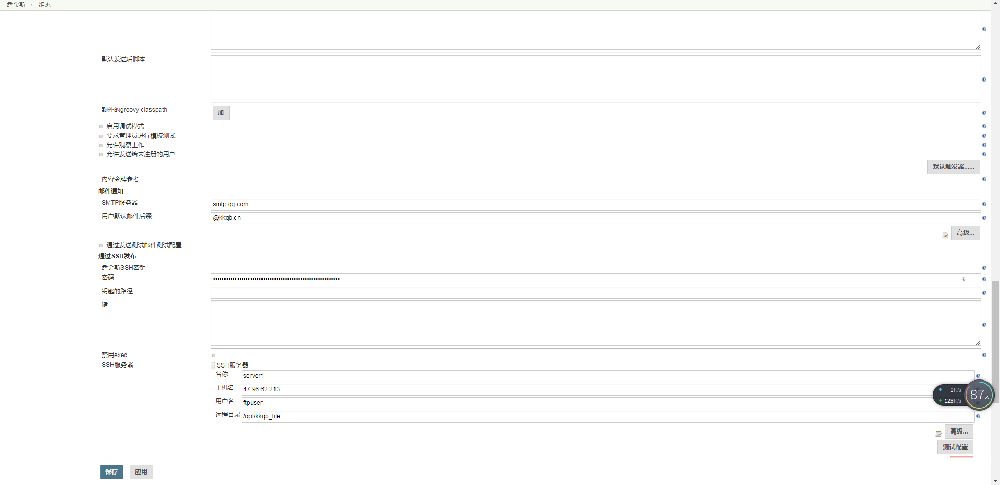 詹金斯 组态
默认发送后脚本
额外的groovy classpath 加
启用调试模式
要求管理员进行模板测试
允许观察工作
允许发送给未注册的用户
默认触发器......
内容令牌参考
邮件通知
SMTP服务器 smtp.qq.com
用户默认邮件后缀 @kkqb.cn
高级...
通过发送测试邮件测试配置
通过SSH发布
詹金斯SSH密钥
密码
钥匙的路径
键
禁用exec
SSH服务器 SSH服务器
名称 server1
主机名 47.96.62.213
用户名 ftpuser
远程目录 /opt/kkqb_file
0K/s
128K/s
87%
高级...
测试配置
保存 应用